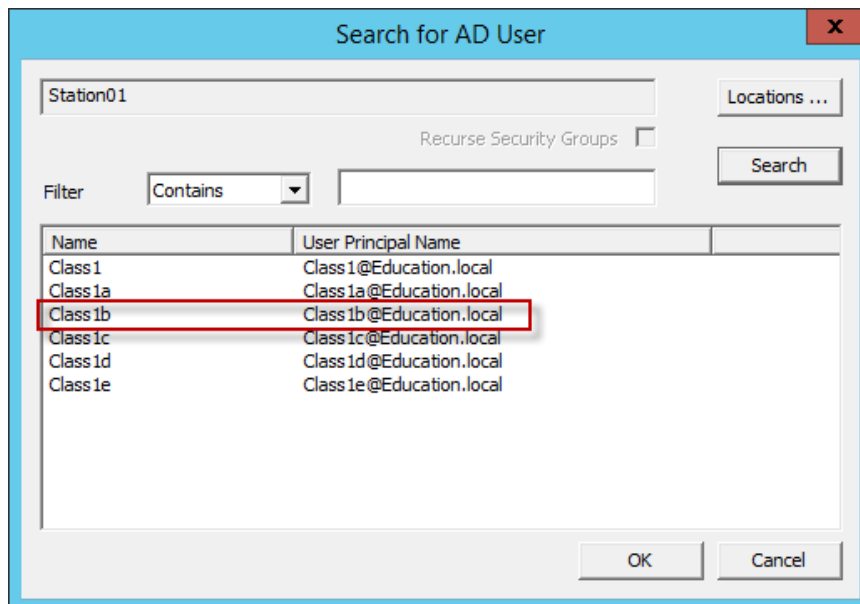 Search for AD User
x
Station01
Locations ...
Recurse Security Groups
Search
Filter Contains
Name User Principal Name
Class1 Class1@Education.local
Class1a Class1a@Education.local
Class1b Class1b@Education.local
Class1c Class1c@Education.local
Class1d Class1d@Education.local
Class1e Class1e@Education.local
OK Cancel